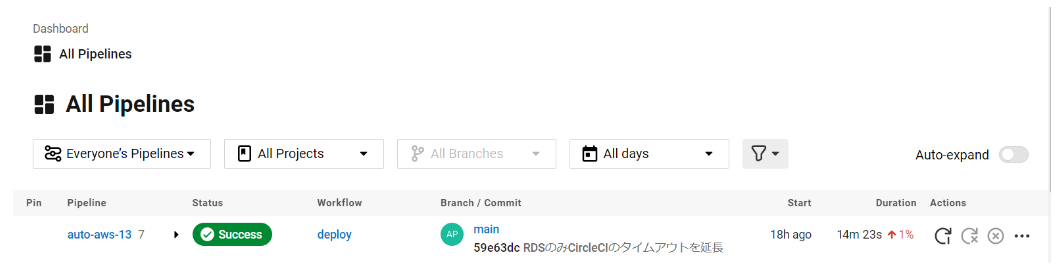 Dashboard
All Pipelines
All Pipelines
Everyone's Pipelines All Projects All Branches All days Auto-expand
Pin Pipeline Status Workflow Branch / Commit Start Duration Actions
auto-aws-13 7 Success deploy AP main 18h ago 14m 23s 1%
59e63dc RDSのみCircleCIのタイムアウトを延長